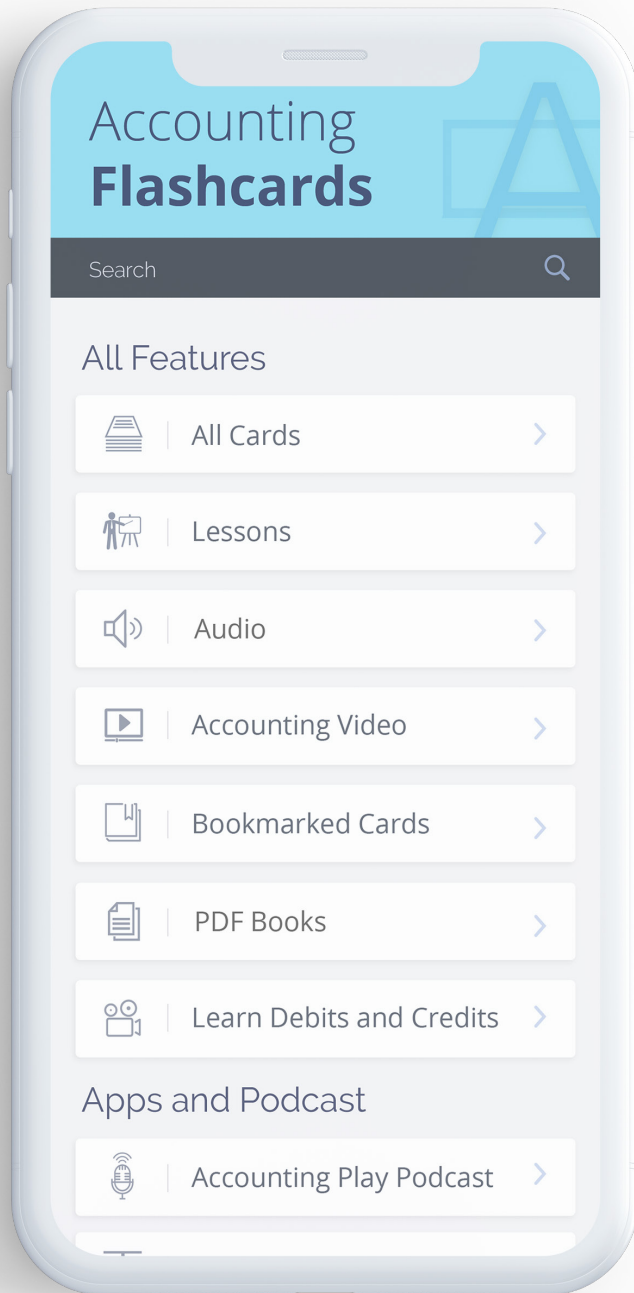 Accounting
Flashcards
Search
All Features
All Cards
Lessons
Audio
Accounting Video
Bookmarked Cards
PDF Books
Learn Debits and Credits
Apps and Podcast
Accounting Play Podcast